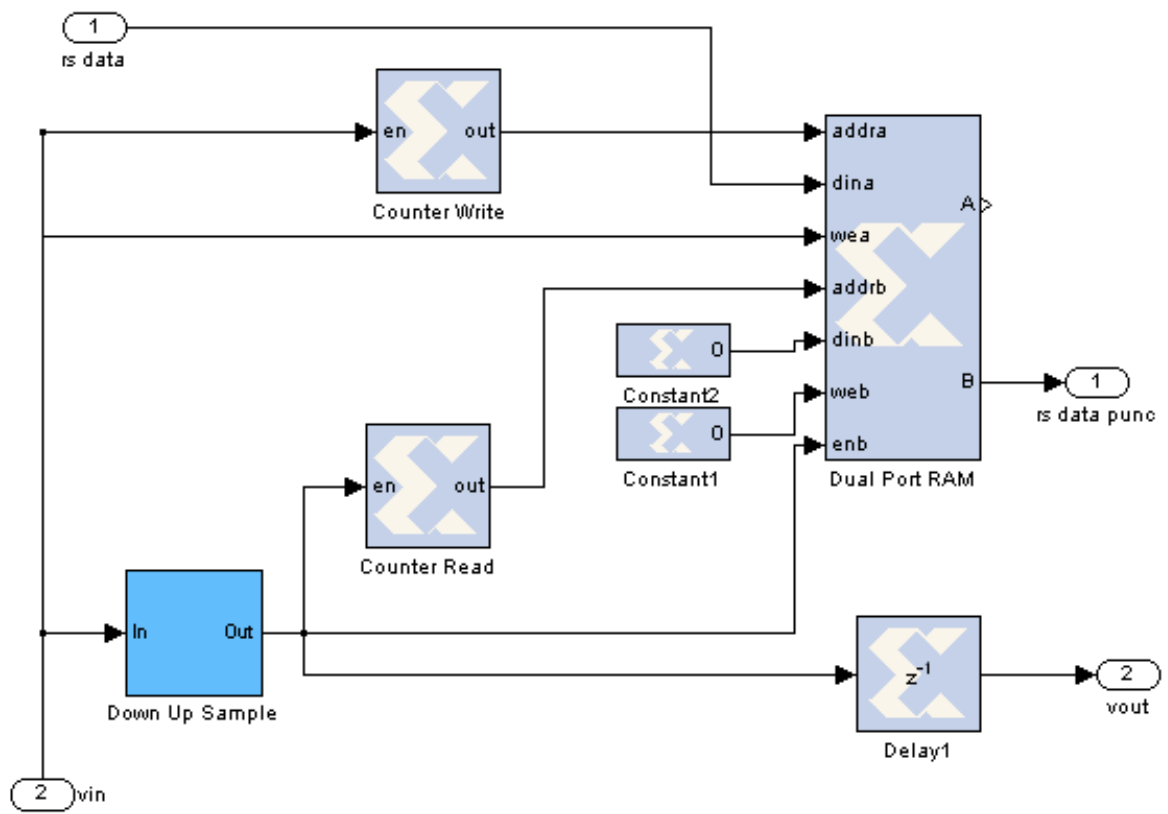 1
rs data
en out
Counter Write
addra
dina
A
wea
addrb
0
dinb
Constant2
B
1
web
rs data punc
0
Constant1
enb
Dual Port RAM
en out
Counter Read
In Out
Down Up Sample
z-1
Delay1
2
vout
2 vin